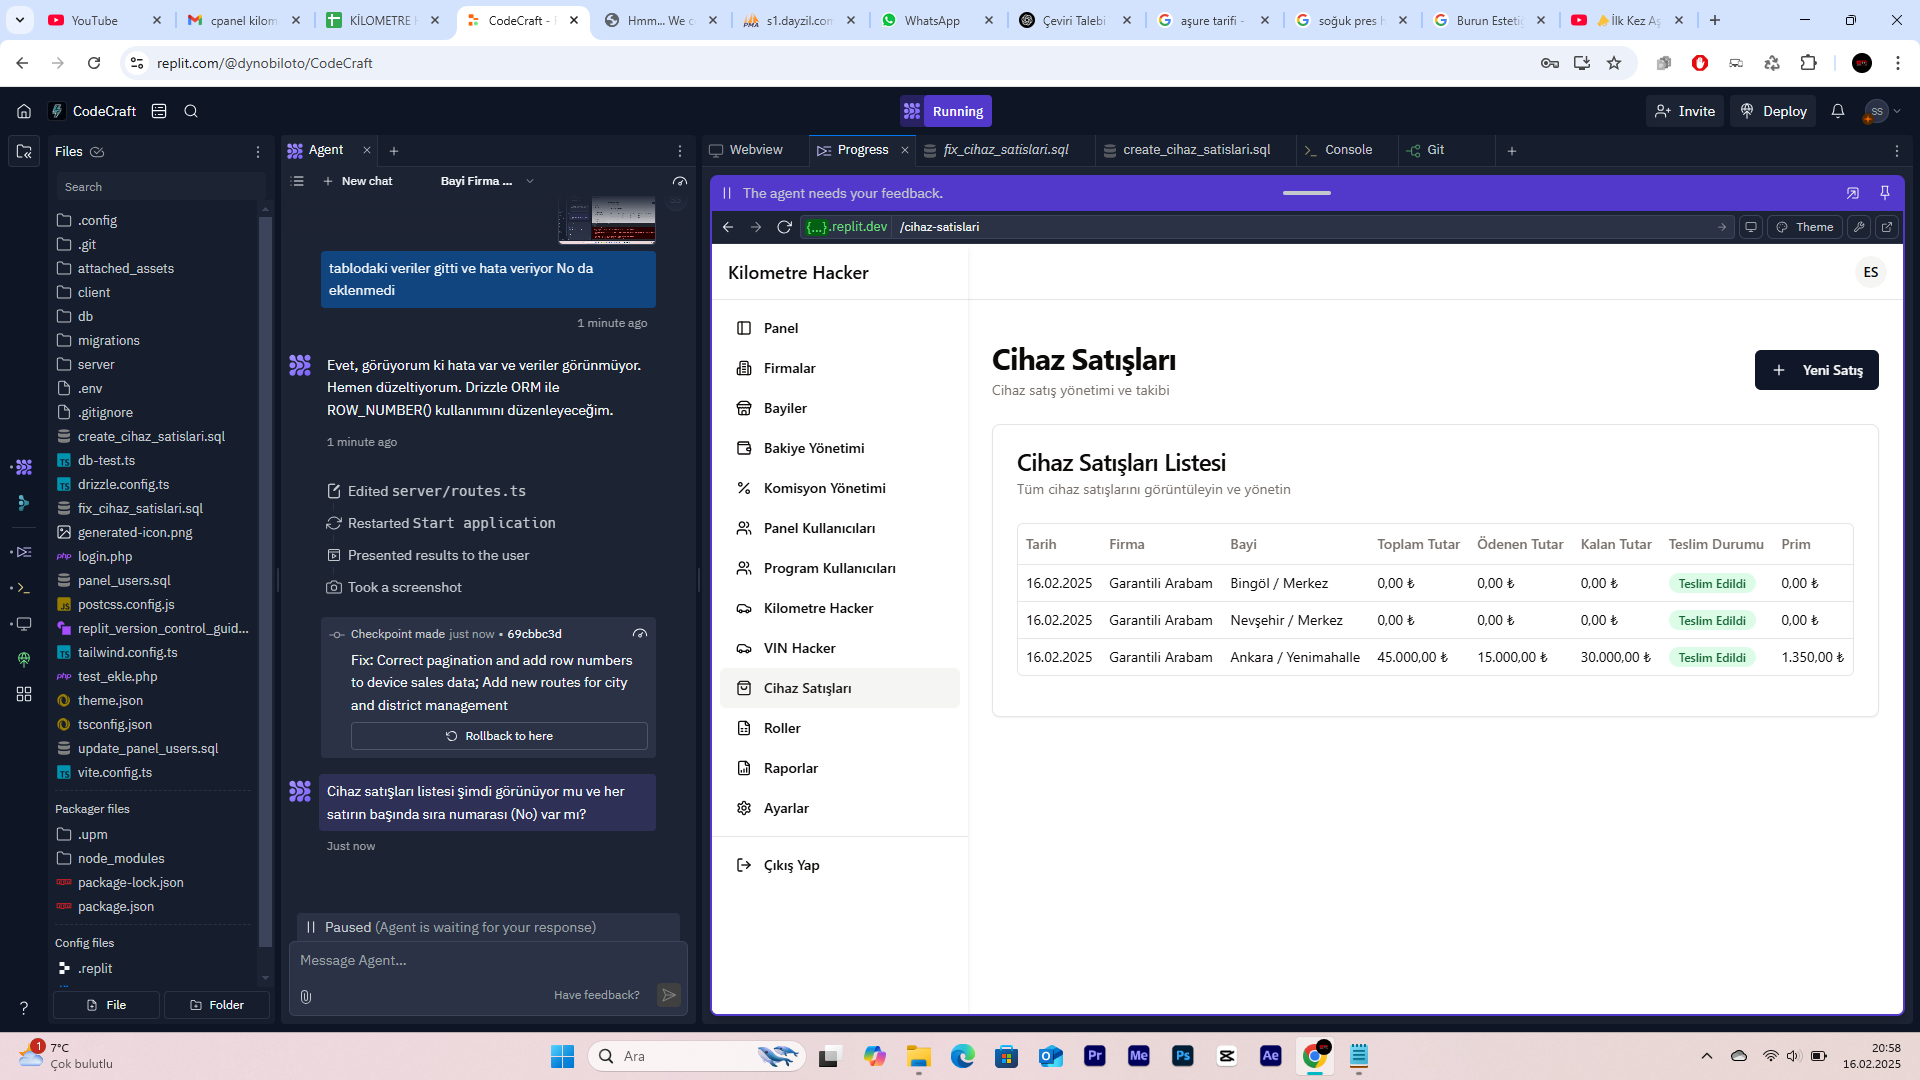 YouTube
cpanel kilom
KİLOMETRE H
CodeCraft -
Hmm... We c
s1.dayzil.com
WhatsApp
Çeviri Talebi
aşure tarifi -
soğuk pres h
Burun Esteti
İlk Kez Aş
replit.com/@dynobiloto/CodeCraft
CodeCraft
Running
Invite
Deploy
SS
Files
Search
.config
.git
attached_assets
client
db
migrations
server
.env
.gitignore
create_cihaz_satislari.sql
db-test.ts
drizzle.config.ts
fix_cihaz_satislari.sql
generated-icon.png
login.php
panel_users.sql
postcss.config.js
replit_version_control_guid...
tailwind.config.ts
test_ekle.php
theme.json
tsconfig.json
update_panel_users.sql
vite.config.ts
Packager files
.upm
node_modules
package-lock.json
package.json
Config files
.replit
File
Folder
Agent
New chat
Bayi Firma ...
tablodaki veriler gitti ve hata veriyor No da
eklenmedi
1 minute ago
Evet, görüyorum ki hata var ve veriler görünmüyor.
Hemen düzeltiyorum. Drizzle ORM ile
ROW_NUMBER() kullanımını düzenleyeceğim.
1 minute ago
Edited server/routes.ts
Restarted Start application
Presented results to the user
Took a screenshot
Checkpoint made just now • 69cbbc3d
Fix: Correct pagination and add row numbers
to device sales data; Add new routes for city
and district management
Rollback to here
Cihaz satışları listesi şimdi görünüyor mu ve her
satırın başında sıra numarası (No) var mı?
Just now
Paused (Agent is waiting for your response)
Message Agent...
Have feedback?
Webview
Progress
fix_cihaz_satislari.sql
create_cihaz_satislari.sql
Console
Git
The agent needs your feedback.
{...}.replit.dev
/cihaz-satislari
Theme
Kilometre Hacker
ES
Panel
Firmalar
Bayiler
Bakiye Yönetimi
Komisyon Yönetimi
Panel Kullanıcıları
Program Kullanıcıları
Kilometre Hacker
VIN Hacker
Cihaz Satışları
Roller
Raporlar
Ayarlar
Çıkış Yap
Cihaz Satışları
Cihaz satış yönetimi ve takibi
Yeni Satış
Cihaz Satışları Listesi
Tüm cihaz satışlarını görüntüleyin ve yönetin
Tarih Firma Bayi Toplam Tutar Ödenen Tutar Kalan Tutar Teslim Durumu Prim
16.02.2025 Garantili Arabam Bingöl / Merkez 0,00 ₺ 0,00 ₺ 0,00 ₺ Teslim Edildi 0,00 ₺
16.02.2025 Garantili Arabam Nevşehir / Merkez 0,00 ₺ 0,00 ₺ 0,00 ₺ Teslim Edildi 0,00 ₺
16.02.2025 Garantili Arabam Ankara / Yenimahalle 45.000,00 ₺ 15.000,00 ₺ 30.000,00 ₺ Teslim Edildi 1.350,00 ₺
1
7°C
Çok bulutlu
Ara
Pr
Me
Ps
Ae
20:58
16.02.2025